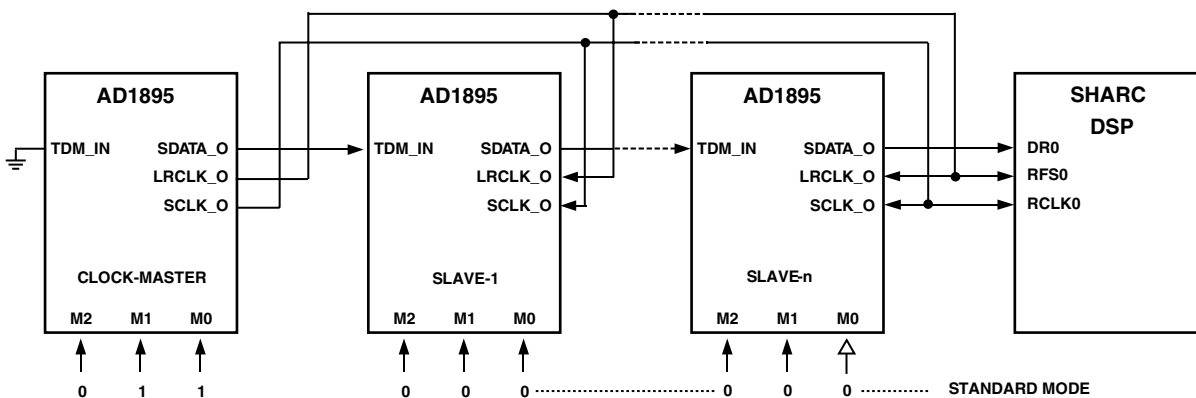 AD1895
TDM_IN
SDATA_O
LRCLK_O
SCLK_O
CLOCK-MASTER
M2 M1 M0
0 1 1
AD1895
TDM_IN
SDATA_O
LRCLK_O
SCLK_O
SLAVE-1
M2 M1 M0
0 0 0
AD1895
TDM_IN
SDATA_O
LRCLK_O
SCLK_O
SLAVE-n
M2 M1 M0
0 0 0
STANDARD MODE
SHARC
DSP
DR0
RFS0
RCLK0